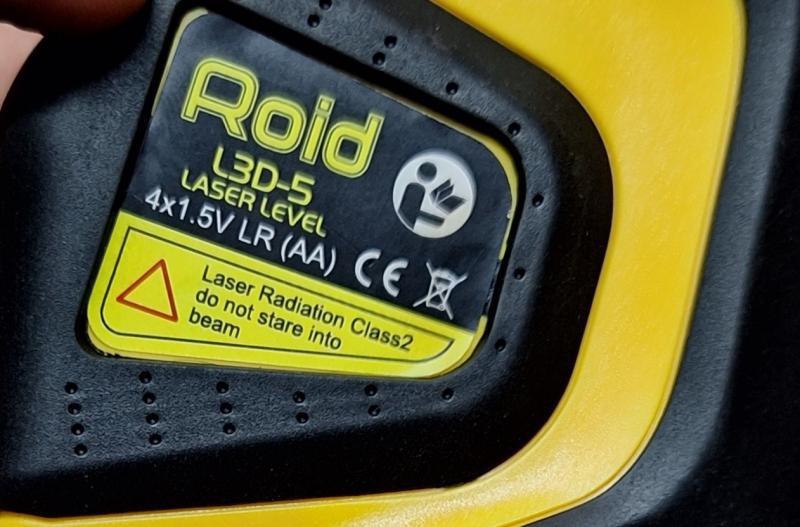 Roid
L3D-5
LASER LEVEL
4x1.5V LR (AA)
CE
Laser Radiation Class2
do not stare into
beam